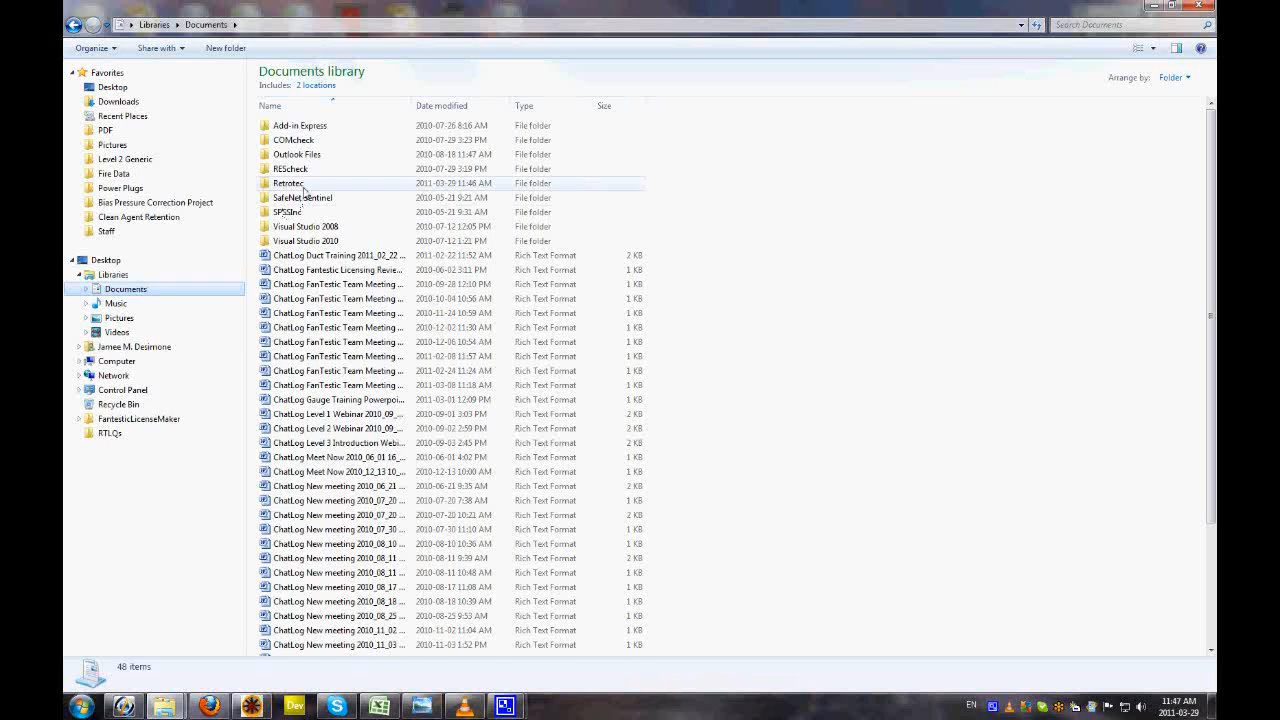 Libraries Documents Search Documents
Organize Share with New folder
Favorites
Desktop
Downloads
Recent Places
PDF
Pictures
Level 2 Generic
Fire Data
Power Plugs
Bias Pressure Correction Project
Clean Agent Retention
Staff
Desktop
Libraries
Documents
Music
Pictures
Videos
Jamee M. Desimone
Computer
Network
Control Panel
Recycle Bin
FantesticLicenseMaker
RTLQs
Documents library
Includes: 2 locations
Arrange by: Folder
Name Date modified Type Size
Add-in Express 2010-07-26 8:16 AM File folder
COMcheck 2010-07-29 3:23 PM File folder
Outlook Files 2010-08-18 11:47 AM File folder
REScheck 2010-07-29 3:19 PM File folder
Retrotec 2011-03-29 11:46 AM File folder
SafeNet Sentinel 2010-05-21 9:21 AM File folder
SPSSInc 2010-05-21 9:31 AM File folder
Visual Studio 2008 2010-07-12 12:05 PM File folder
Visual Studio 2010 2010-07-12 1:21 PM File folder
ChatLog Duct Training 2011_02_22 ... 2011-02-22 11:52 AM Rich Text Format 2 KB
ChatLog Fantestic Licensing Revie... 2010-06-02 3:11 PM Rich Text Format 1 KB
ChatLog FanTestic Team Meeting ... 2010-09-28 12:10 PM Rich Text Format 1 KB
ChatLog FanTestic Team Meeting ... 2010-10-04 10:56 AM Rich Text Format 1 KB
ChatLog FanTestic Team Meeting ... 2010-11-24 10:59 AM Rich Text Format 1 KB
ChatLog FanTestic Team Meeting ... 2010-12-02 11:30 AM Rich Text Format 1 KB
ChatLog FanTestic Team Meeting ... 2010-12-06 10:54 AM Rich Text Format 1 KB
ChatLog FanTestic Team Meeting ... 2011-02-08 11:57 AM Rich Text Format 1 KB
ChatLog FanTestic Team Meeting ... 2011-02-24 11:24 AM Rich Text Format 1 KB
ChatLog FanTestic Team Meeting ... 2011-03-08 11:18 AM Rich Text Format 1 KB
ChatLog Gauge Training Powerpoi... 2011-03-01 12:09 PM Rich Text Format 1 KB
ChatLog Level 1 Webinar 2010_09_... 2010-09-01 3:03 PM Rich Text Format 2 KB
ChatLog Level 2 Webinar 2010_09_... 2010-09-02 2:59 PM Rich Text Format 2 KB
ChatLog Level 3 Introduction Webi... 2010-09-03 2:45 PM Rich Text Format 2 KB
ChatLog Meet Now 2010_06_01 16_... 2010-06-01 4:02 PM Rich Text Format 1 KB
ChatLog Meet Now 2010_12_13 10_... 2010-12-13 10:00 AM Rich Text Format 1 KB
ChatLog New meeting 2010_06_21 ... 2010-06-21 9:35 AM Rich Text Format 2 KB
ChatLog New meeting 2010_07_20 ... 2010-07-20 7:38 AM Rich Text Format 1 KB
ChatLog New meeting 2010_07_20 ... 2010-07-20 10:21 AM Rich Text Format 2 KB
ChatLog New meeting 2010_07_30 ... 2010-07-30 11:10 AM Rich Text Format 1 KB
ChatLog New meeting 2010_08_10 ... 2010-08-10 10:36 AM Rich Text Format 1 KB
ChatLog New meeting 2010_08_11 ... 2010-08-11 9:39 AM Rich Text Format 2 KB
ChatLog New meeting 2010_08_11 ... 2010-08-11 10:48 AM Rich Text Format 1 KB
ChatLog New meeting 2010_08_17 ... 2010-08-17 11:08 AM Rich Text Format 1 KB
ChatLog New meeting 2010_08_18 ... 2010-08-18 10:39 AM Rich Text Format 1 KB
ChatLog New meeting 2010_08_25 ... 2010-08-25 9:53 AM Rich Text Format 1 KB
ChatLog New meeting 2010_11_02 ... 2010-11-02 11:04 AM Rich Text Format 1 KB
ChatLog New meeting 2010_11_03 ... 2010-11-03 1:52 PM Rich Text Format 1 KB
48 items
Dev
EN
11:47 AM
2011-03-29